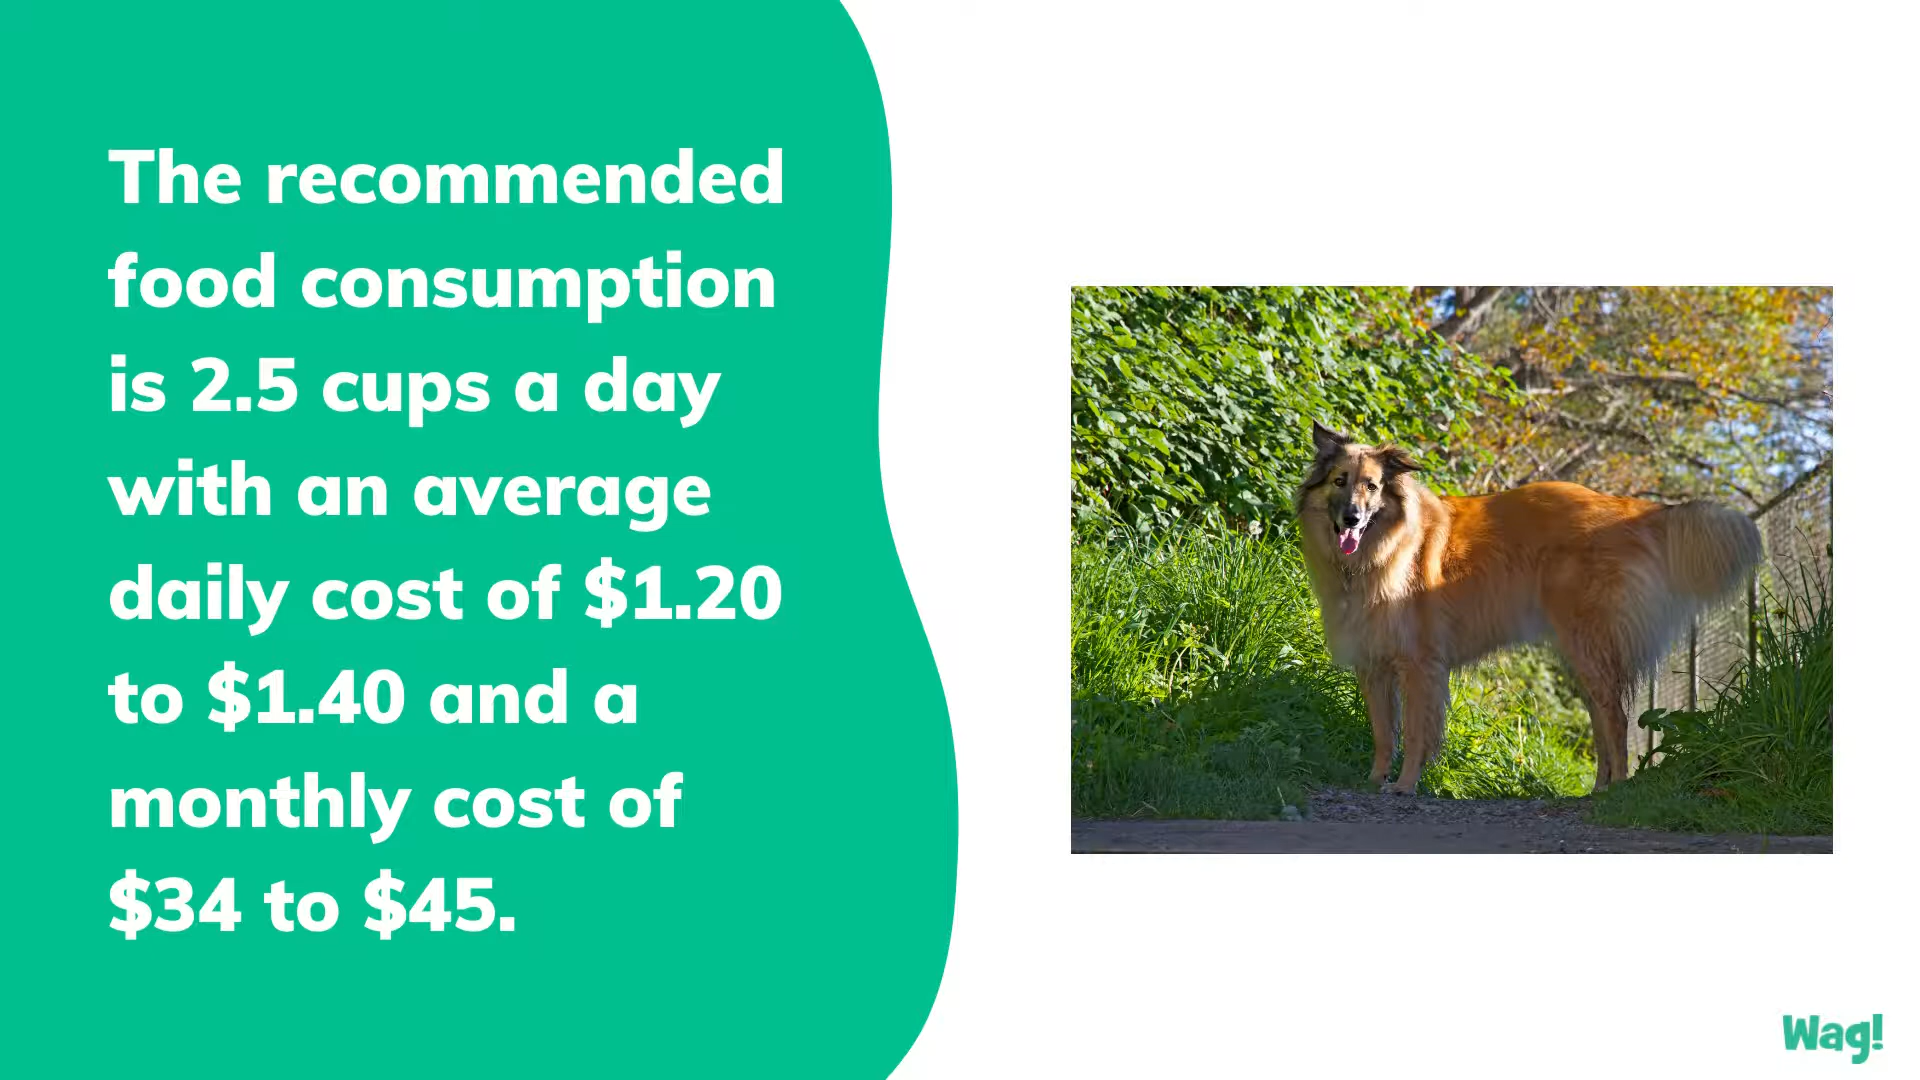 The recommended
food consumption
is 2.5 cups a day
with an average
daily cost of $1.20
to $1.40 and a
monthly cost of
$34 to $45.
Wag!